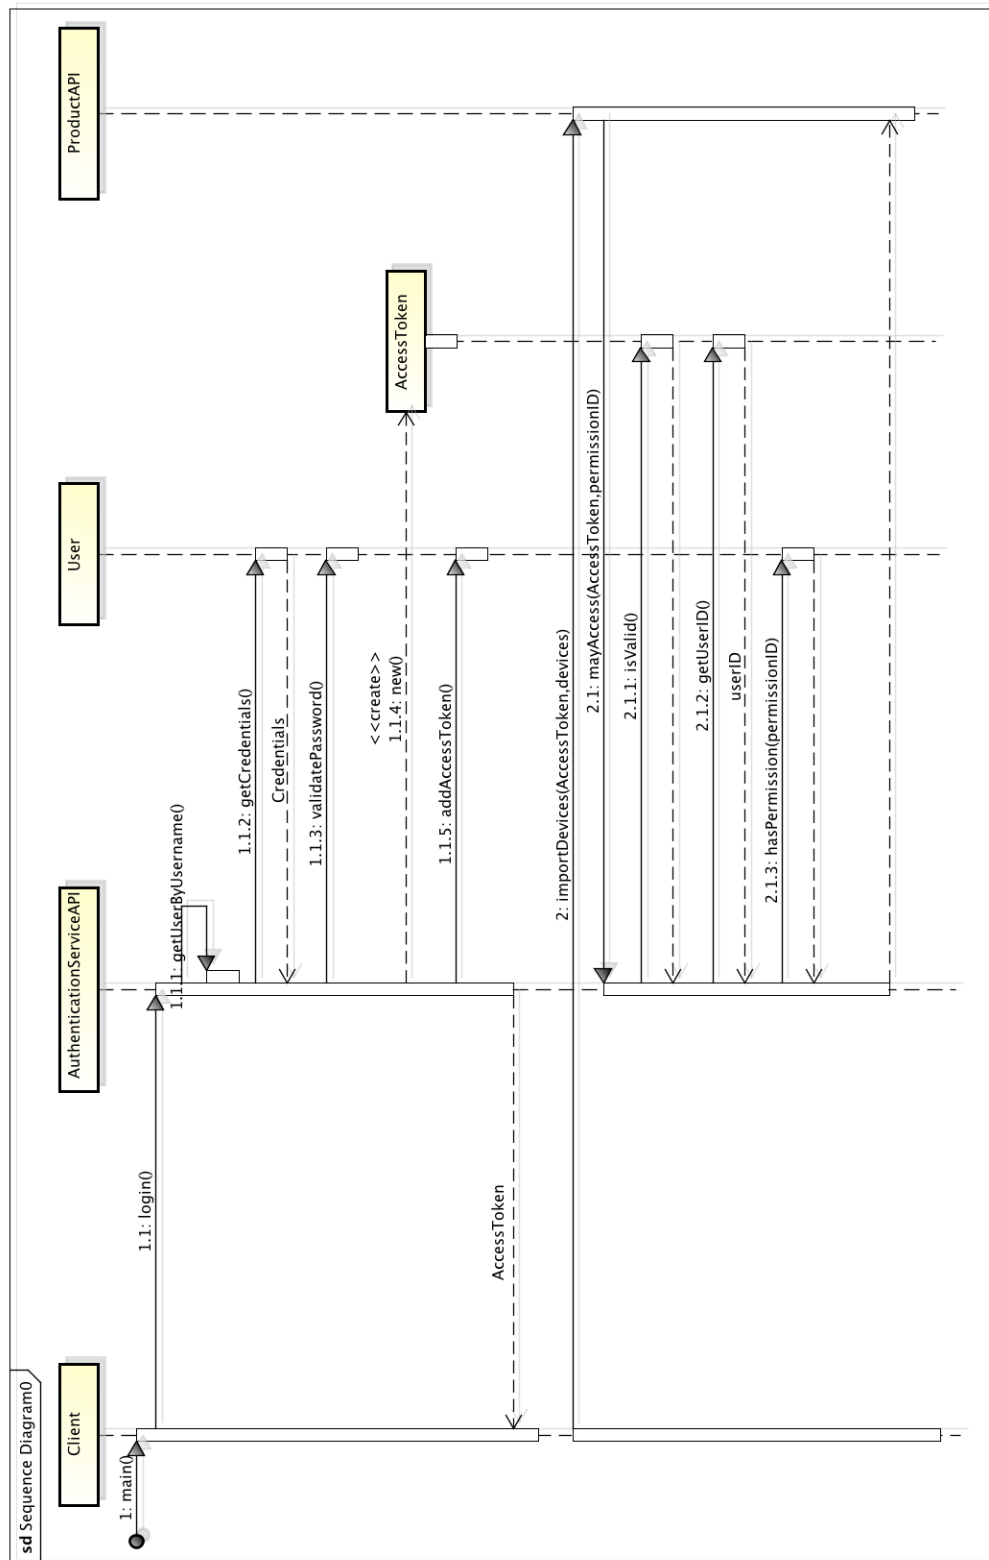 sd Sequence Diagram0
Client
AuthenticationServiceAPI
User
AccessToken
ProductAPI
1: main()
1.1: login()
1.1.1: getUserByUsername()
1.1.2: getCredentials()
Credentials
1.1.3: validatePassword()
<<create>>
1.1.4: new()
1.1.5: addAccessToken()
AccessToken
2: importDevices(AccessToken,devices)
2.1: mayAccess(AccessToken,permissionID)
2.1.1: isValid()
2.1.2: getUserID()
userID
2.1.3: hasPermission(permissionID)